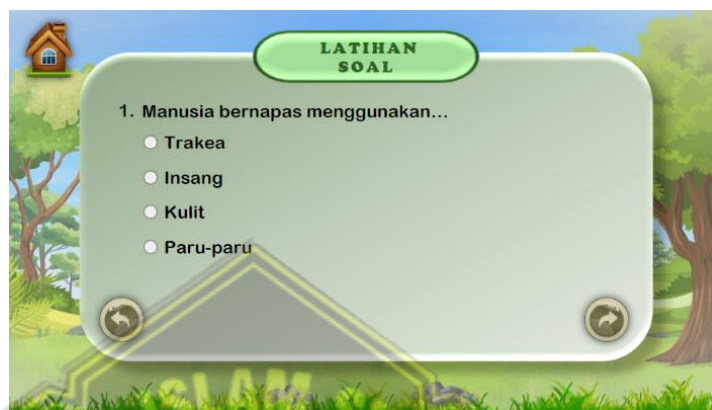 LATIHAN
SOAL
1. Manusia bernapas menggunakan...
Trakea
Insang
Kulit
Paru-paru